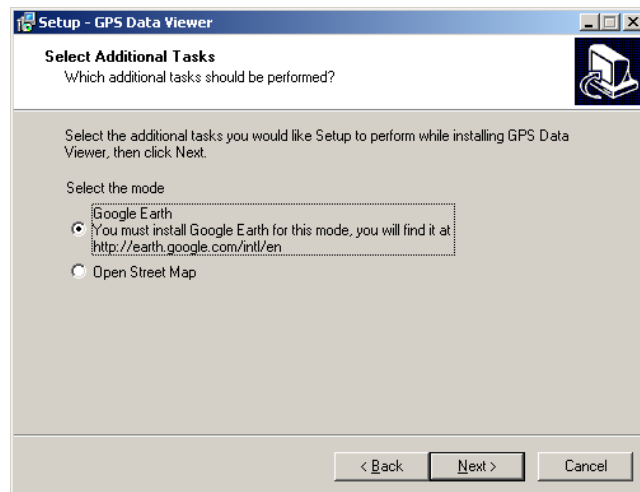 Setup - GPS Data Viewer
Select Additional Tasks
Which additional tasks should be performed?
Select the additional tasks you would like Setup to perform while installing GPS Data
Viewer, then click Next.
Select the mode
Google Earth
You must install Google Earth for this mode, you will find it at
http://earth.google.com/intl/en
Open Street Map
< Back
Next >
Cancel